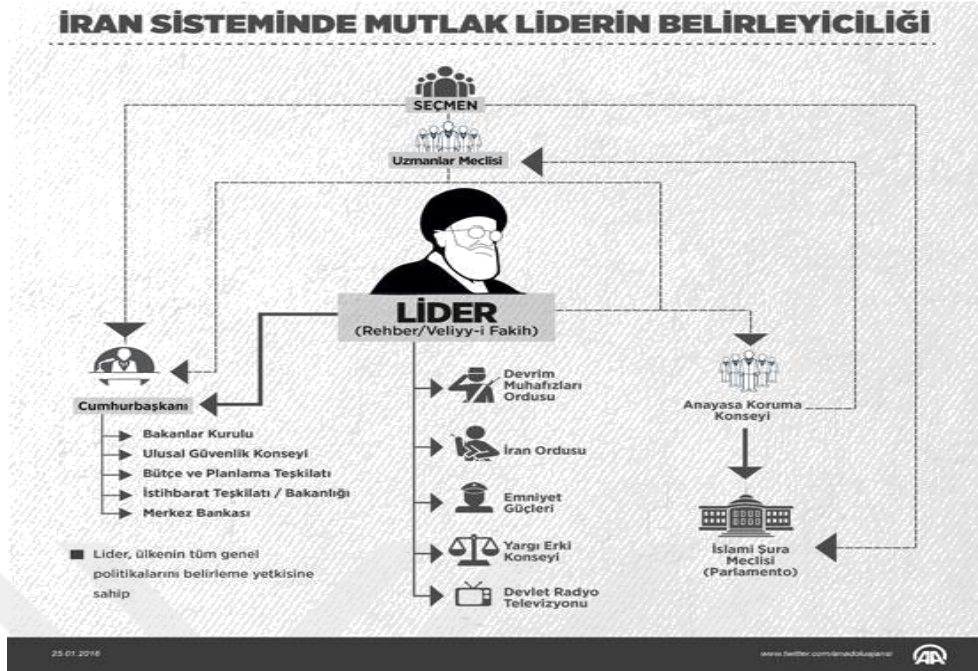 İRAN SİSTEMİNDE MUTLAK LİDERİN BELİRLEYİCİLİĞİ
SEÇMEN
Uzmanlar Meclisi
LİDER
(Rehber/Veliyy-i Fakih)
Cumhurbaşkanı
Bakanlar Kurulu
Ulusal Güvenlik Konseyi
Bütçe ve Planlama Teşkilatı
İstihbarat Teşkilatı / Bakanlığı
Merkez Bankası
Lider, ülkenin tüm genel
politikalarını belirleme yetkisine
sahip
Devrim
Muhafızları
Ordusu
İran Ordusu
Emniyet
Güçleri
Yargı Erki
Konseyi
Devlet Radyo
Televizyonu
Anayasa Koruma
Konseyi
İslami Şura
Meclisi
(Parlamento)
25.01.2016
www.twitter.com/anadoluajansi
AA